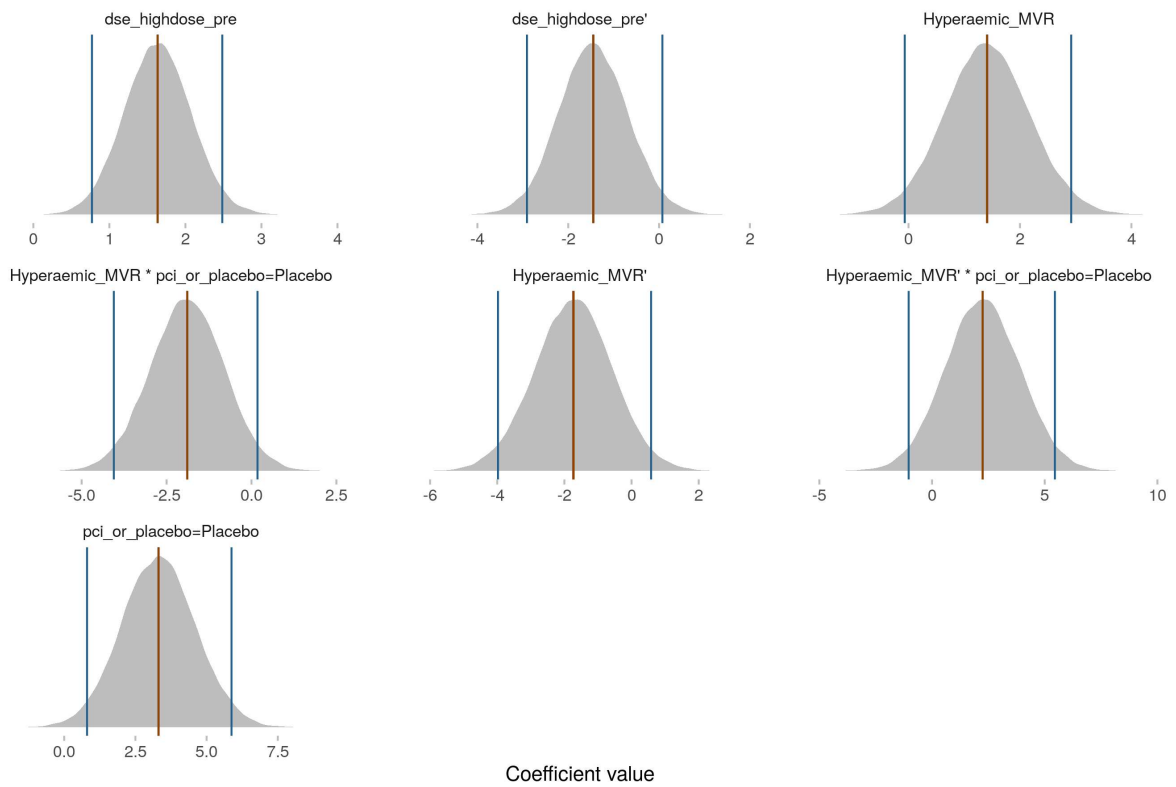 dse_highdose_pre
dse_highdose_pre'
Hyperaemic_MVR
0 1 2 3 4
-4 -2 0 2
0 2 4
Hyperaemic_MVR * pci_or_placebo=Placebo
Hyperaemic_MVR'
Hyperaemic_MVR' * pci_or_placebo=Placebo
-5.0 -2.5 0.0 2.5
-6 -4 -2 0 2
-5 0 5 10
pci_or_placebo=Placebo
0.0 2.5 5.0 7.5
Coefficient value